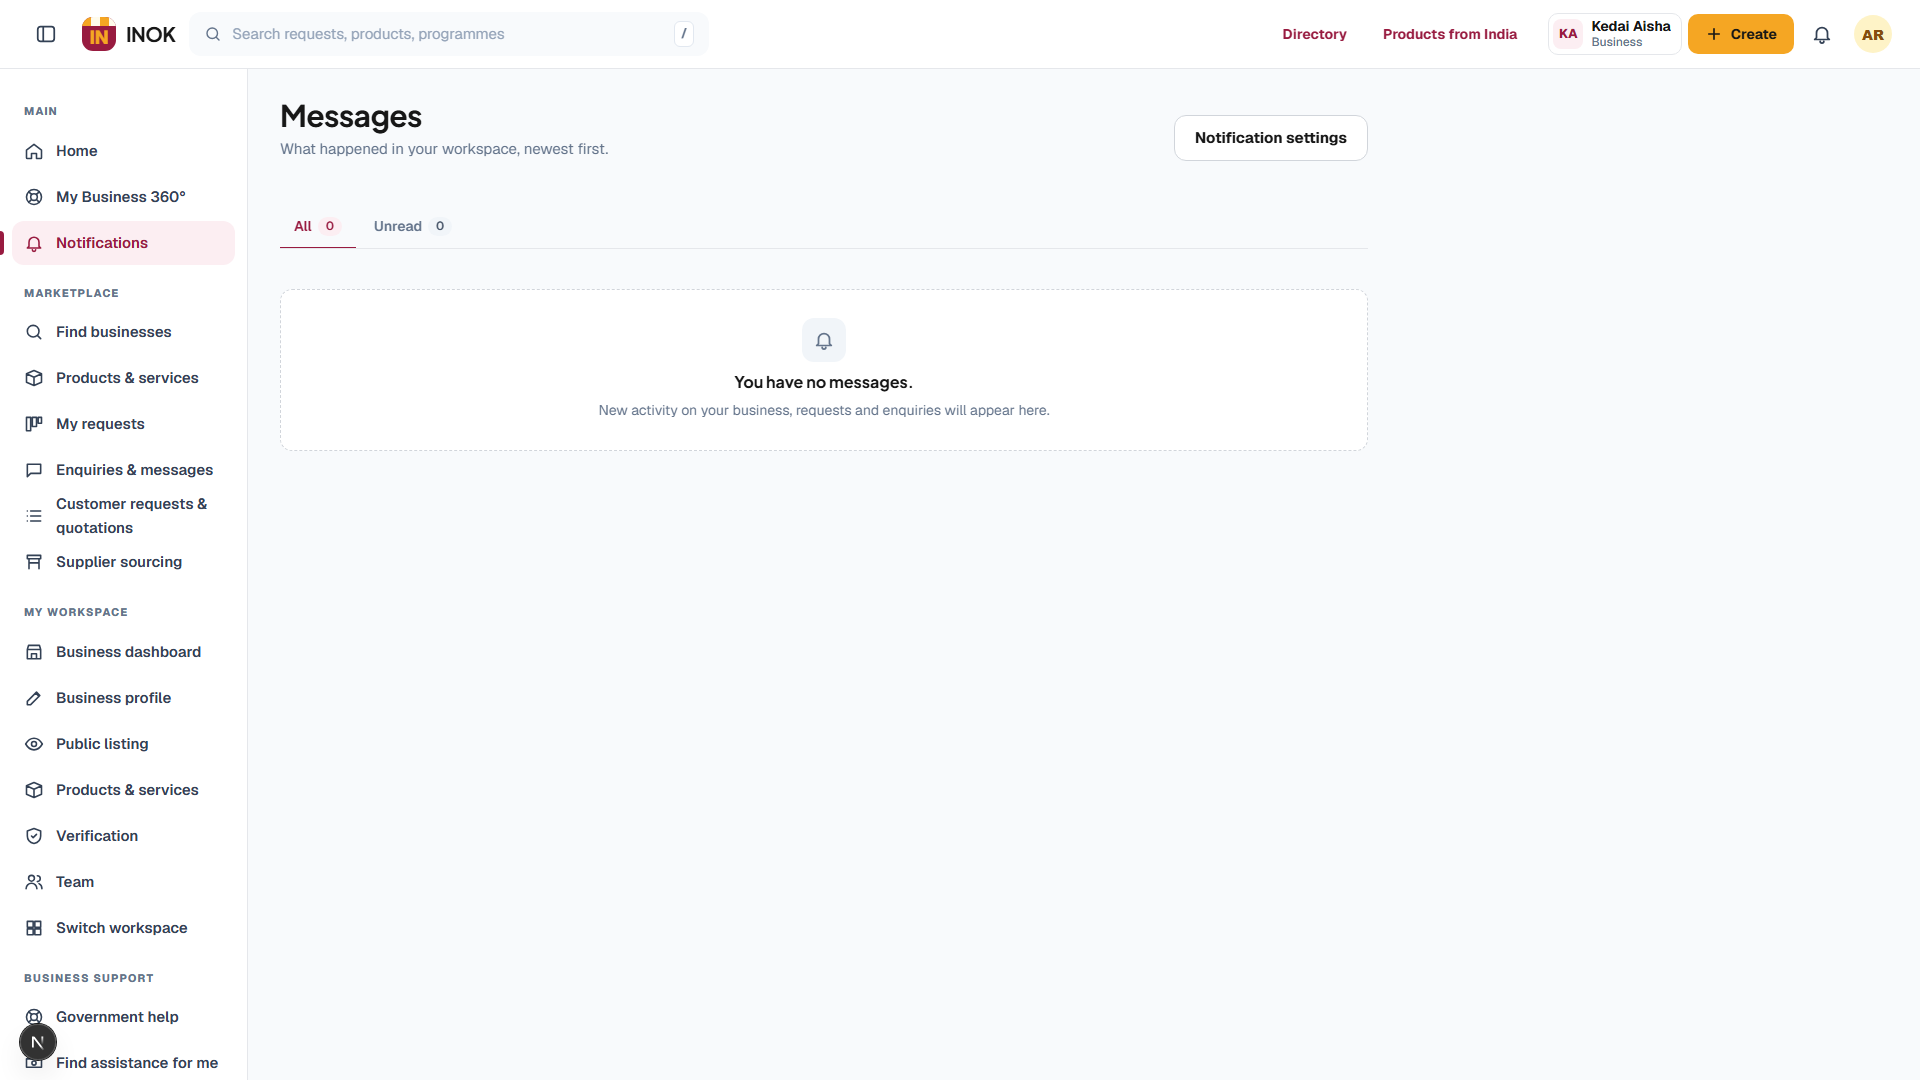 IN INOK
Search requests, products, programmes
/
Directory
Products from India
KA
Kedai Aisha
Business
Create
AR
MAIN
Home
My Business 360°
Notifications
MARKETPLACE
Find businesses
Products & services
My requests
Enquiries & messages
Customer requests &
quotations
Supplier sourcing
MY WORKSPACE
Business dashboard
Business profile
Public listing
Products & services
Verification
Team
Switch workspace
BUSINESS SUPPORT
Government help
N
Find assistance for me
Messages
What happened in your workspace, newest first.
Notification settings
All 0
Unread 0
You have no messages.
New activity on your business, requests and enquiries will appear here.